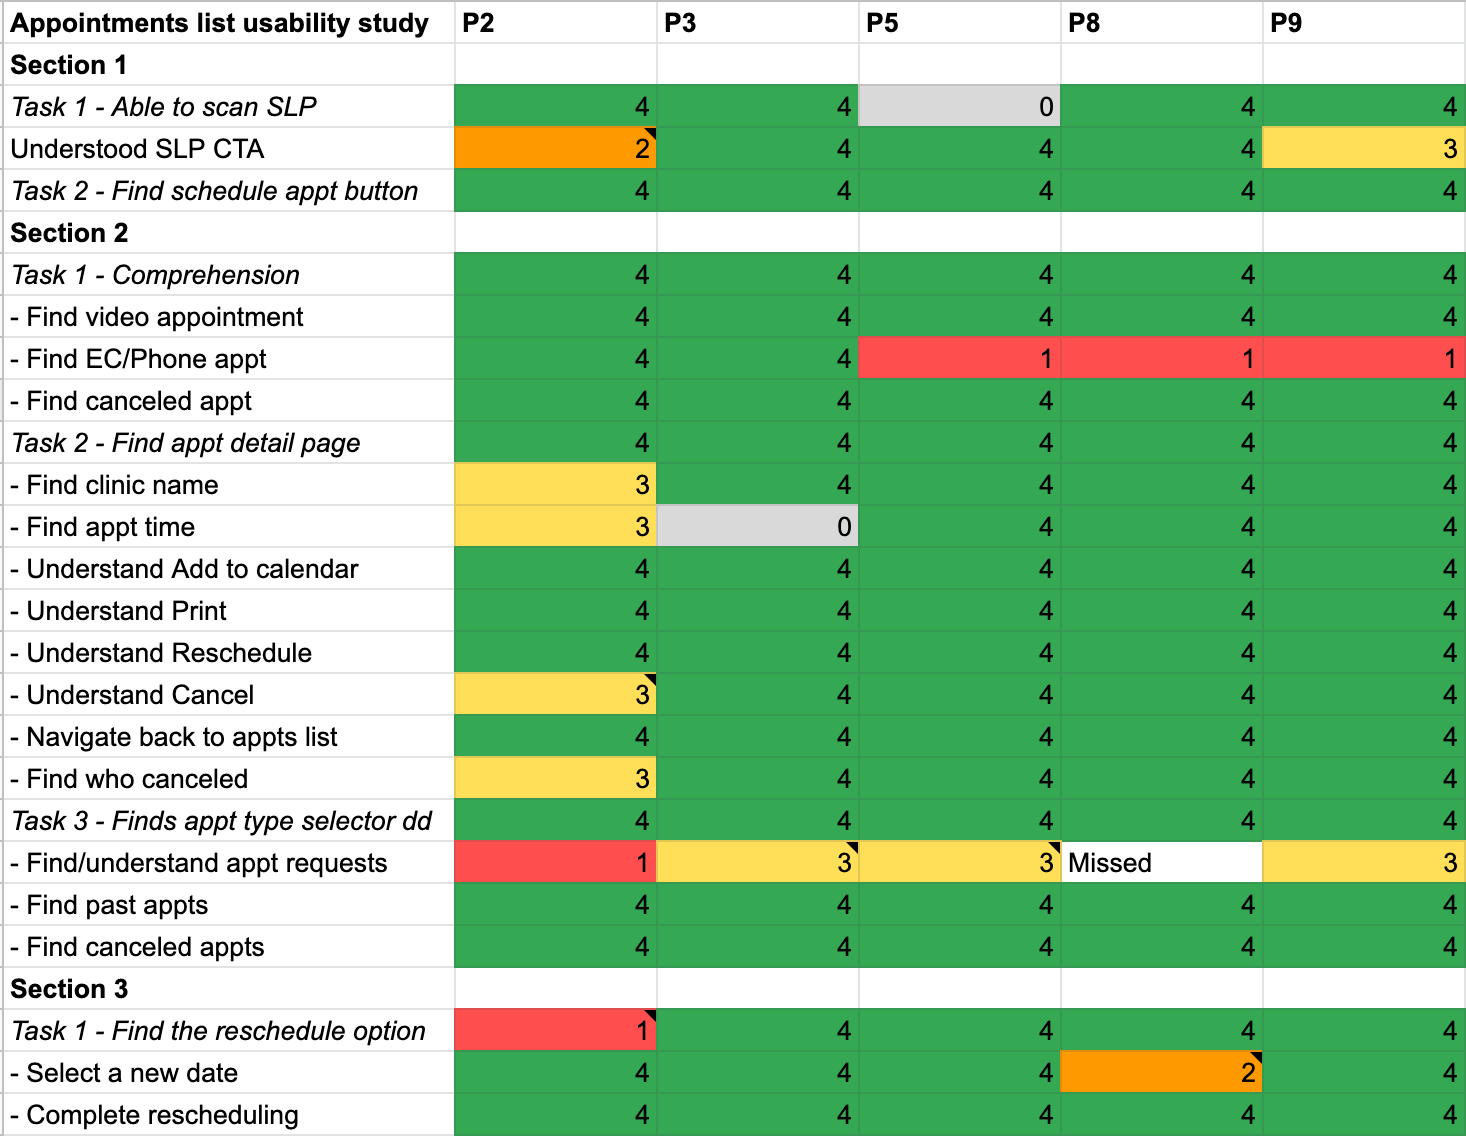 Appointments list usability study P2 P3 P5 P8 P9
Section 1
Task 1 - Able to scan SLP 4 4 0 4 4
Understood SLP CTA 2 4 4 4 3
Task 2 - Find schedule appt button 4 4 4 4 4
Section 2
Task 1 - Comprehension 4 4 4 4 4
- Find video appointment 4 4 4 4 4
- Find EC/Phone appt 4 4 1 1 1
- Find canceled appt 4 4 4 4 4
Task 2 - Find appt detail page 4 4 4 4 4
- Find clinic name 3 4 4 4 4
- Find appt time 3 0 4 4 4
- Understand Add to calendar 4 4 4 4 4
- Understand Print 4 4 4 4 4
- Understand Reschedule 4 4 4 4 4
- Understand Cancel 3 4 4 4 4
- Navigate back to appts list 4 4 4 4 4
- Find who canceled 3 4 4 4 4
Task 3 - Finds appt type selector dd 4 4 4 4 4
- Find/understand appt requests 1 3 3 Missed 3
- Find past appts 4 4 4 4 4
- Find canceled appts 4 4 4 4 4
Section 3
Task 1 - Find the reschedule option 1 4 4 4 4
- Select a new date 4 4 4 2 4
- Complete rescheduling 4 4 4 4 4